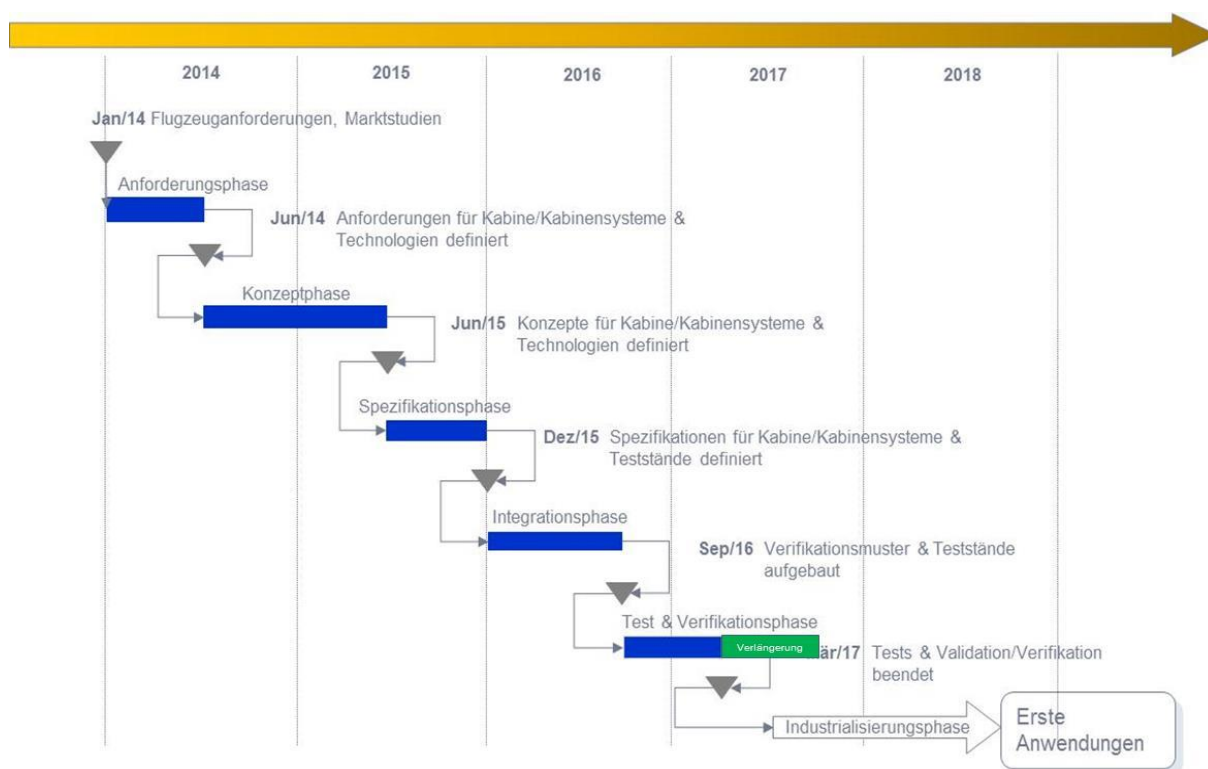 2014
2015
2016
2017
2018
Jan/14 Flugzeuganforderungen, Marktstudien
Anforderungsphase
Jun/14 Anforderungen für Kabine/Kabinensysteme &
Technologien definiert
Konzeptphase
Jun/15 Konzepte für Kabine/Kabinensysteme &
Technologien definiert
Spezifikationsphase
Dez/15 Spezifikationen für Kabine/Kabinensysteme &
Teststände definiert
Integrationsphase
Sep/16 Verifikationsmuster & Teststände
aufgebaut
Test & Verifikationsphase
Verlängerung
är/17 Tests & Validation/Verifikation
beendet
Industrialisierungsphase
Erste
Anwendungen